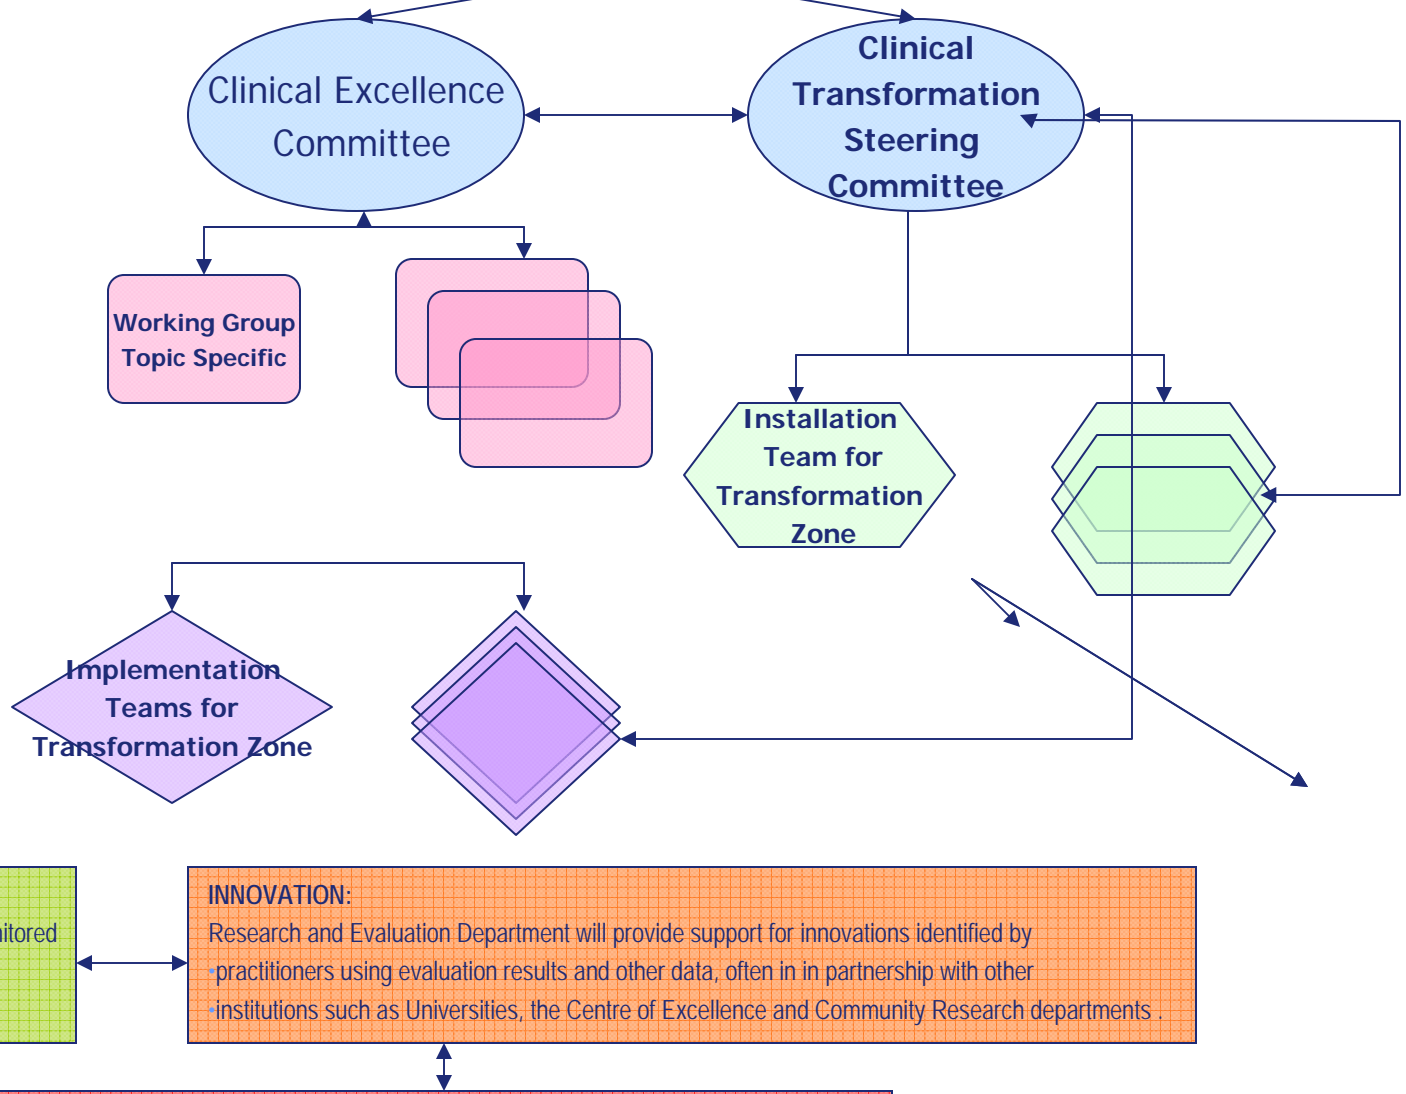 Clinical Excellence
Committee
Clinical
Transformation
Steering
Committee
Working Group
Topic Specific
Installation
Team for
Transformation
Zone
Implementation
Teams for
Transformation Zone
INNOVATION:
Research and Evaluation Department will provide support for innovations identified by
•practitioners using evaluation results and other data, often in in partnership with other
•institutions such as Universities, the Centre of Excellence and Community Research departments .